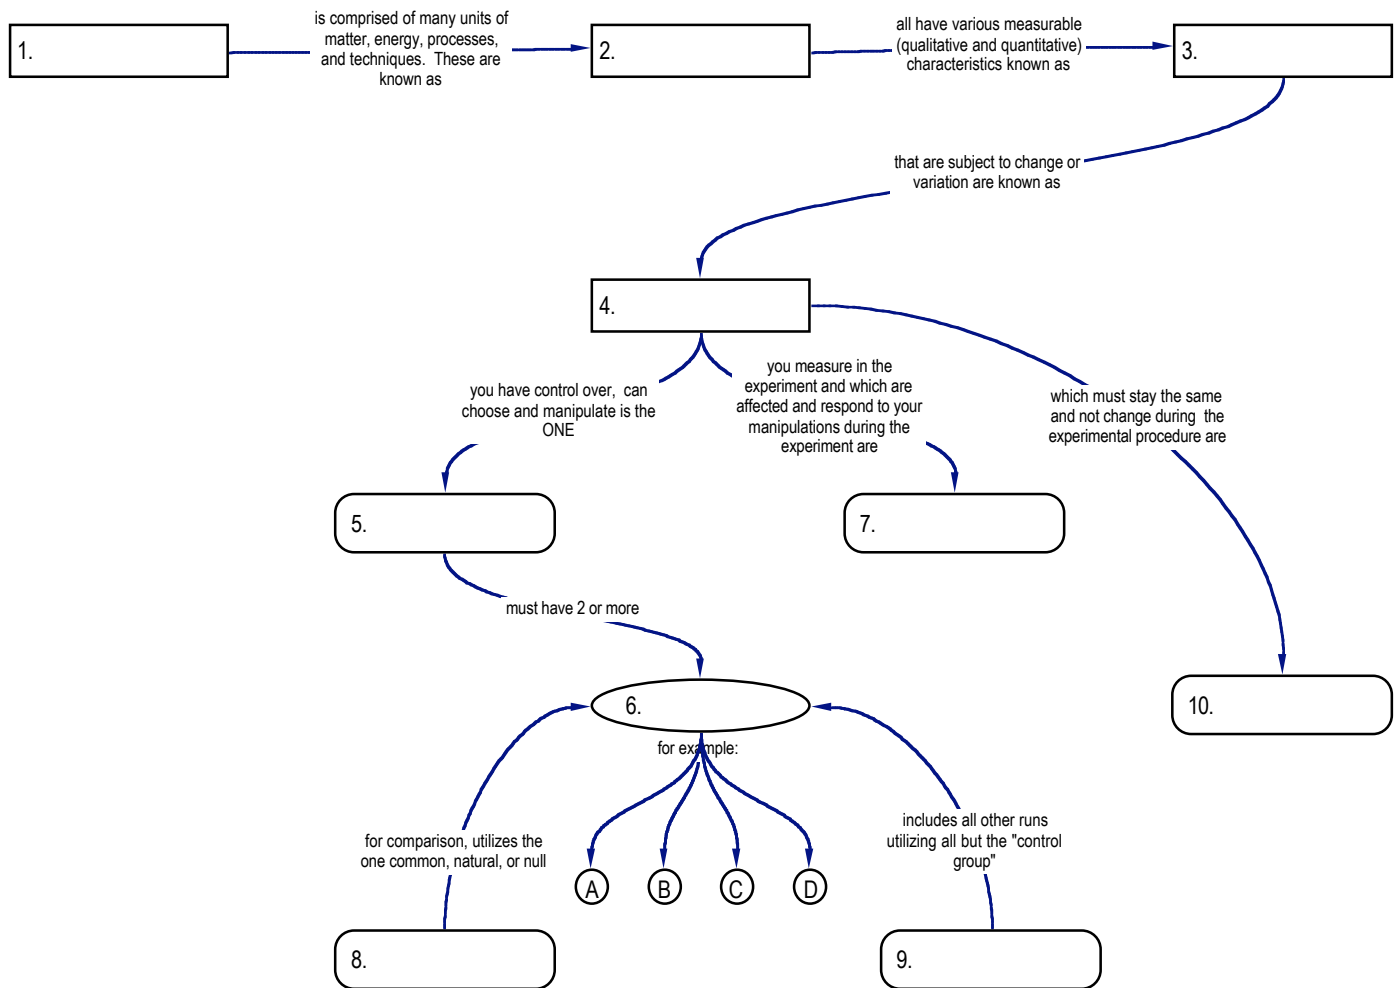 1.
is comprised of many units of
matter, energy, processes,
and techniques. These are
known as
2.
all have various measurable
(qualitative and quantitative)
characteristics known as
3.
that are subject to change or
variation are known as
4.
you have control over, can
choose and manipulate is the
ONE
you measure in the
experiment and which are
affected and respond to your
manipulations during the
experiment are
which must stay the same
and not change during the
experimental procedure are
5.
7.
must have 2 or more
6.
10.
for example:
for comparison, utilizes the
one common, natural, or null
includes all other runs
utilizing all but the "control
group"
A
B
C
D
8.
9.